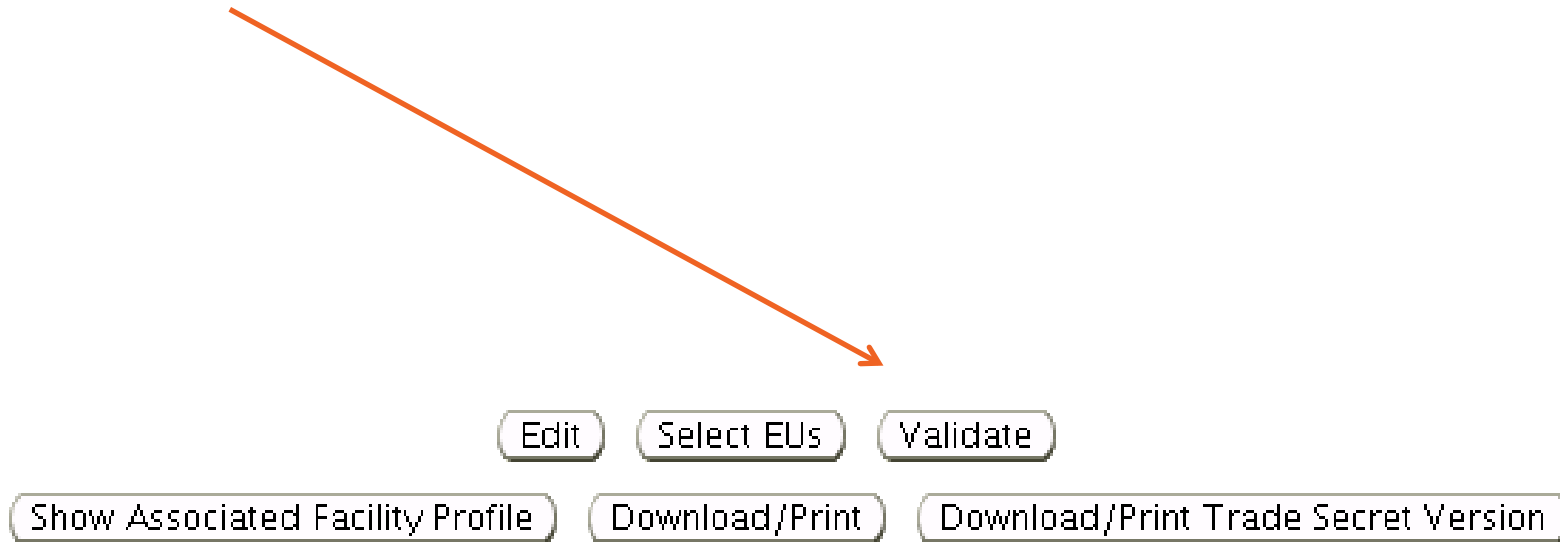 Edit Select EUs Validate
Show Associated Facility Profile Download/Print Download/Print Trade Secret Version